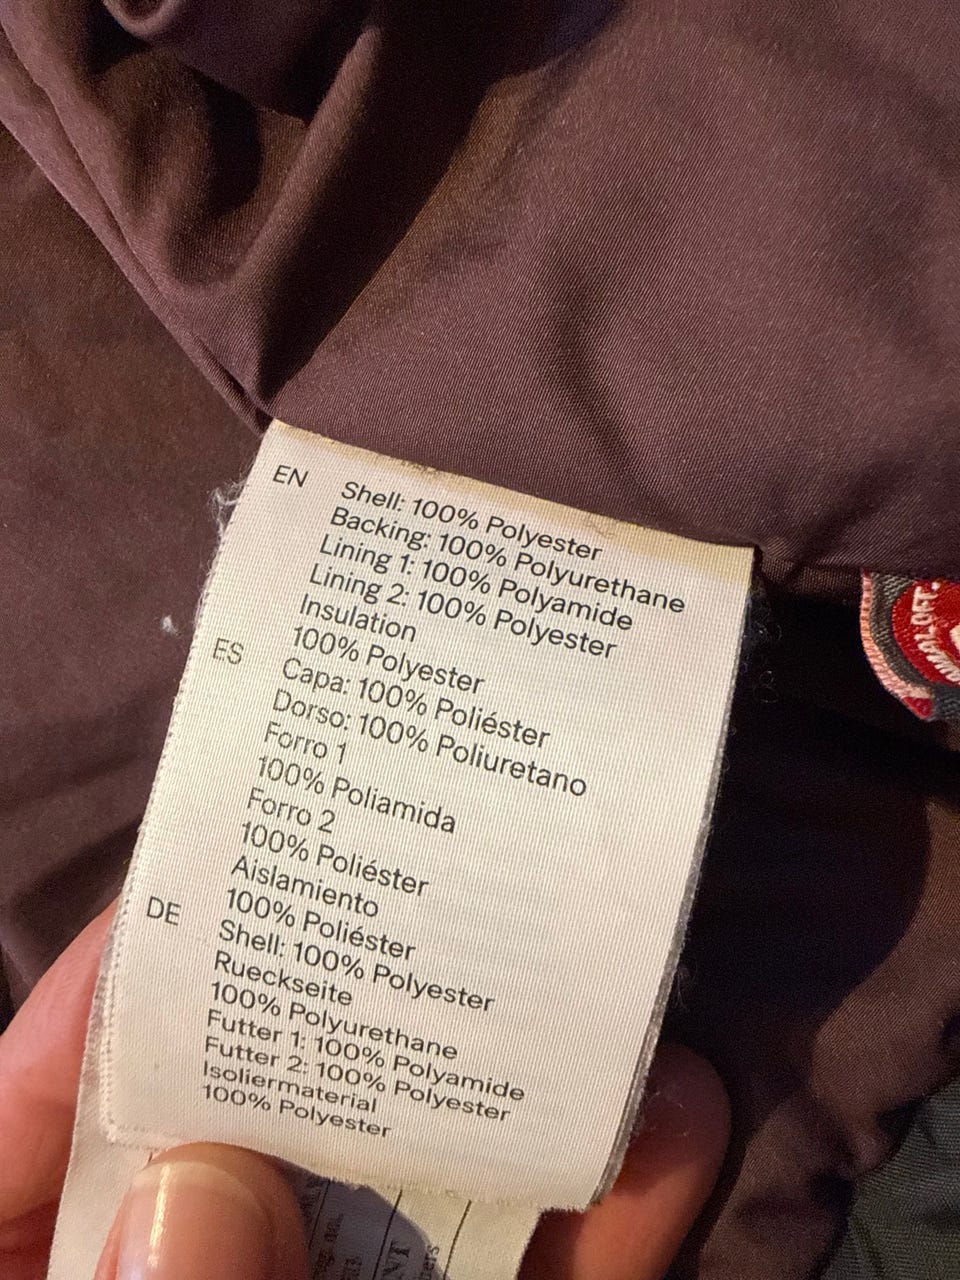 EN Shell: 100% Polyester
Backing: 100% Polyurethane
Lining 1: 100% Polyamide
Lining 2: 100% Polyester
Insulation
100% Polyester
ES Capa: 100% Poliéster
Dorso: 100% Poliuretano
Forro 1
100% Poliamida
Forro 2
100% Poliéster
Aislamiento
100% Poliéster
DE Shell: 100% Polyester
Rueckseite
100% Polyurethane
Futter 1: 100% Polyamide
Futter 2: 100% Polyester
Isoliermaterial
100% Polyester